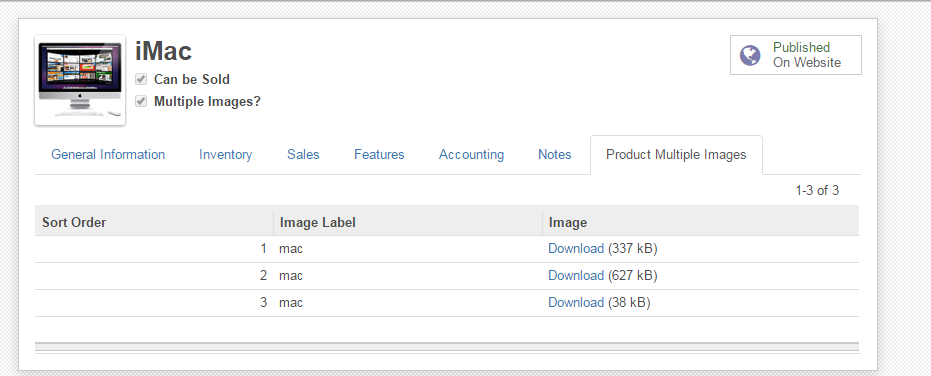 iMac
Can be Sold
Multiple Images?
Published
On Website
General Information Inventory Sales Features Accounting Notes Product Multiple Images
1-3 of 3
Sort Order Image Label Image
1 mac Download (337 kB)
2 mac Download (627 kB)
3 mac Download (38 kB)